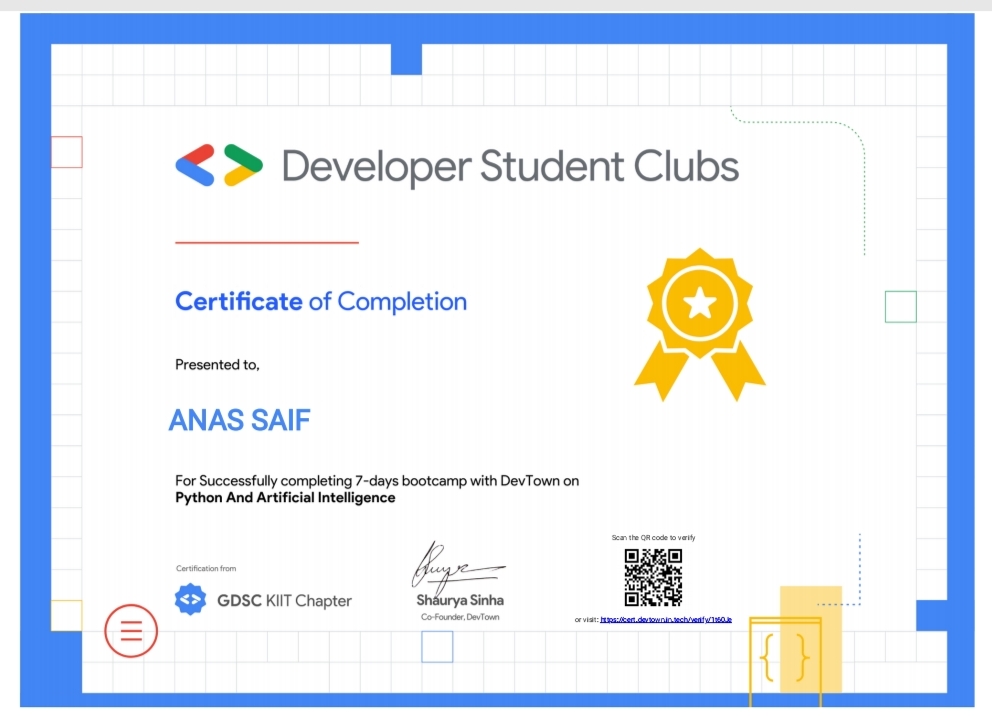 Developer Student Clubs
Certificate of Completion
Presented to,
ANAS SAIF
For Successfully completing 7-days bootcamp with DevTown on
Python And Artificial Intelligence
Scan the QR code to verify
Certification from
GDSC KIIT Chapter
Shaurya Sinha
Co-Founder, DevTown
or visit: https://cert.devtown.in.tech/verify/1t60Je